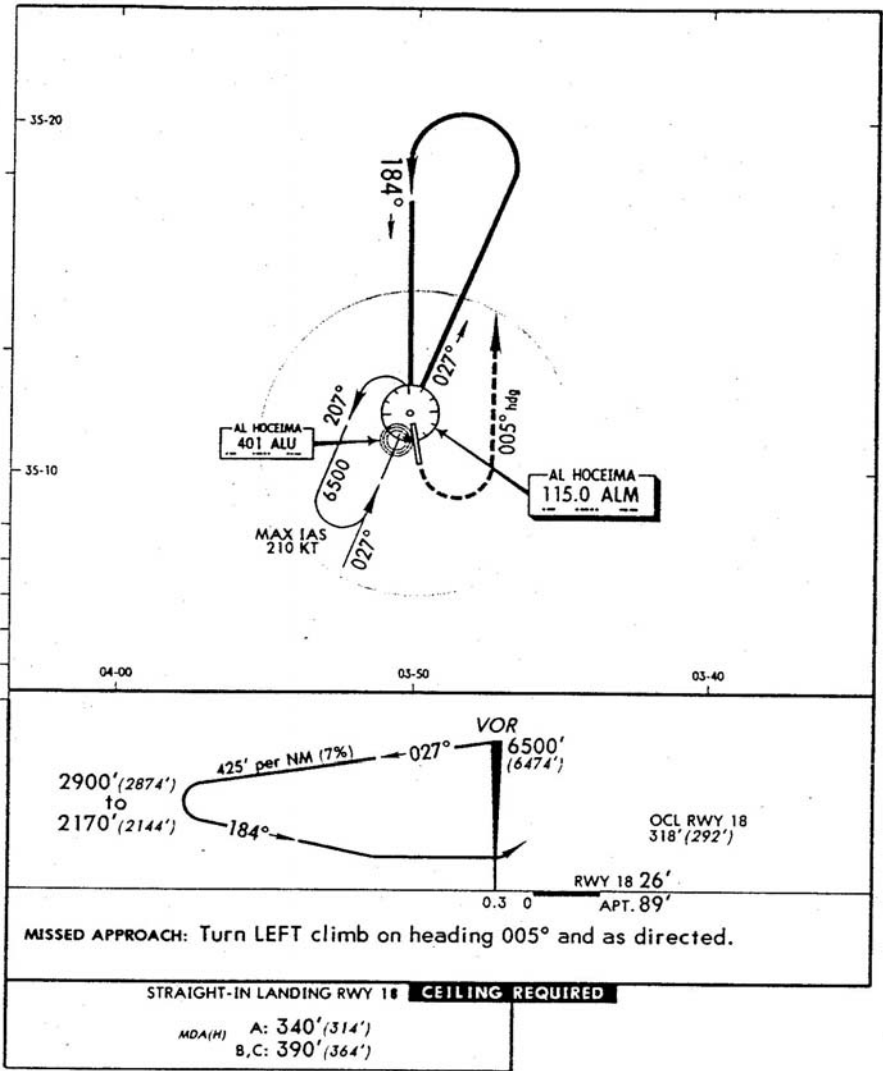 35-20
184°
027°
207°
005° hdg
AL HOCEIMA
401 ALU
6500
35-10
AL HOCEIMA
115.0 ALM
MAX IAS
210 KT
027°
04-00
03-50
03-40
VOR
425' per NM (7%)
027°
6500'
(6474')
2900'(2874')
to
2170'(2144')
184°
OCL RWY 18
318'(292')
RWY 18 26'
0.3 0
APT. 89'
MISSED APPROACH: Turn LEFT climb on heading 005° and as directed.
STRAIGHT-IN LANDING RWY 18 CEILING REQUIRED
MDA(H) A: 340'(314')
B,C: 390'(364')